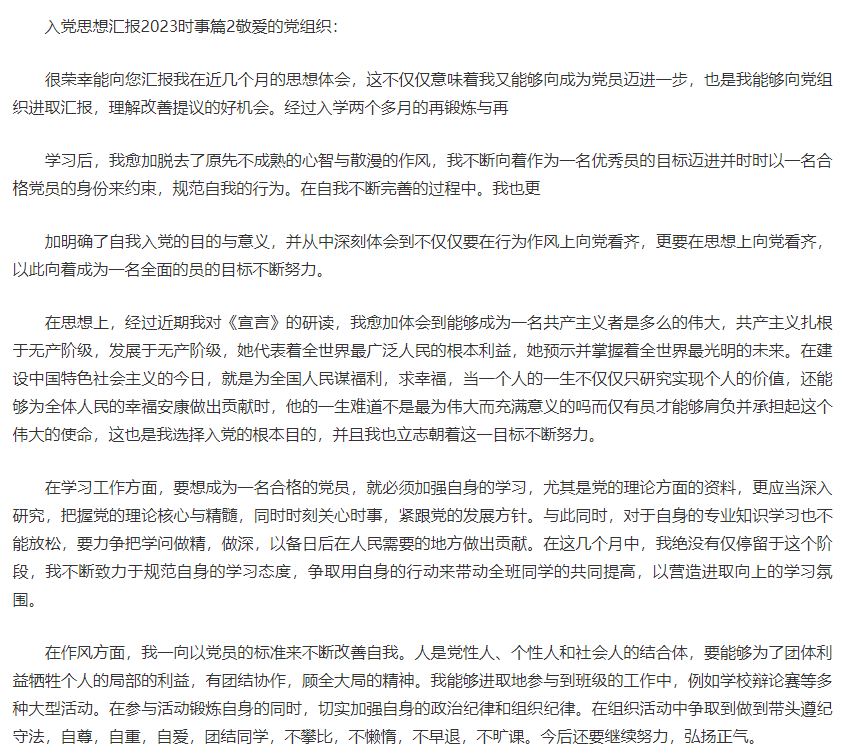 入党思想汇报2023时事篇2敬爱的党组织：
很荣幸能向您汇报我在近几个月的思想体会，这不仅仅意味着我又能够向成为党员迈进一步，也是我能够向党组
织进取汇报，理解改善提议的好机会。经过入学两个多月的再锻炼与再
学习后，我愈加脱去了原先不成熟的心智与散漫的作风，我不断向着作为一名优秀员的目标迈进并时时以一名合
格党员的身份来约束，规范自我的行为。在自我不断完善的过程中。我也更
加明确了自我入党的目的与意义，并从中深刻体会到不仅仅要在行为作风上向党看齐，更要在思想上向党看齐，
以此向着成为一名全面的员的目标不断努力。
在思想上，经过近期我对《宣言》的研读，我愈加体会到能够成为一名共产主义者是多么的伟大，共产主义扎根
于无产阶级，发展于无产阶级，她代表着全世界最广泛人民的根本利益，她预示并掌握着全世界最光明的未来。在建
设中国特色社会主义的今日，就是为全国人民谋福利，求幸福，当一个人的一生不仅仅只研究实现个人的价值，还能
够为全体人民的幸福安康做出贡献时，他的一生难道不是最为伟大而充满意义的吗而仅有员才能够肩负并承担起这个
伟大的使命，这也是我选择入党的根本目的，并且我也立志朝着这一目标不断努力。
在学习工作方面，要想成为一名合格的党员，就必须加强自身的学习，尤其是党的理论方面的资料，更应当深入
研究，把握党的理论核心与精髓，同时时刻关心时事，紧跟党的发展方针。与此同时，对于自身的专业知识学习也不
能放松，要力争把学问做精，做深，以备日后在人民需要的地方做出贡献。在这几个月中，我绝没有仅停留于这个阶
段，我不断致力于规范自身的学习态度，争取用自身的行动来带动全班同学的共同提高，以营造进取向上的学习氛
围。
在作风方面，我一向以党员的标准来不断改善自我。人是党性人、个性人和社会人的结合体，要能够为了团体利
益牺牲个人的局部的利益，有团结协作，顾全大局的精神。我能够进取地参与到班级的工作中，例如学校辩论赛等多
种大型活动。在参与活动锻炼自身的同时，切实加强自身的政治纪律和组织纪律。在组织活动中争取到做到带头遵纪
守法，自尊，自重，自爱，团结同学，不攀比，不懒惰，不早退，不旷课。今后还要继续努力，弘扬正气。